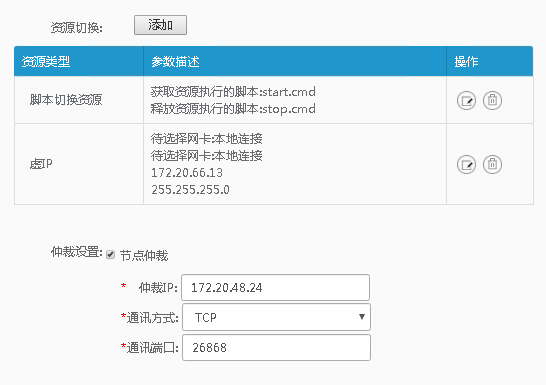 资源切换: 添加
资源类型 参数描述 操作
脚本切换资源 获取资源执行的脚本:start.cmd
释放资源执行的脚本:stop.cmd
虚IP 待选择网卡:本地连接
待选择网卡:本地连接
172.20.66.13
255.255.255.0
仲裁设置: 节点仲裁
* 仲裁IP: 172.20.48.24
*通讯方式: TCP
*通讯端口: 26868